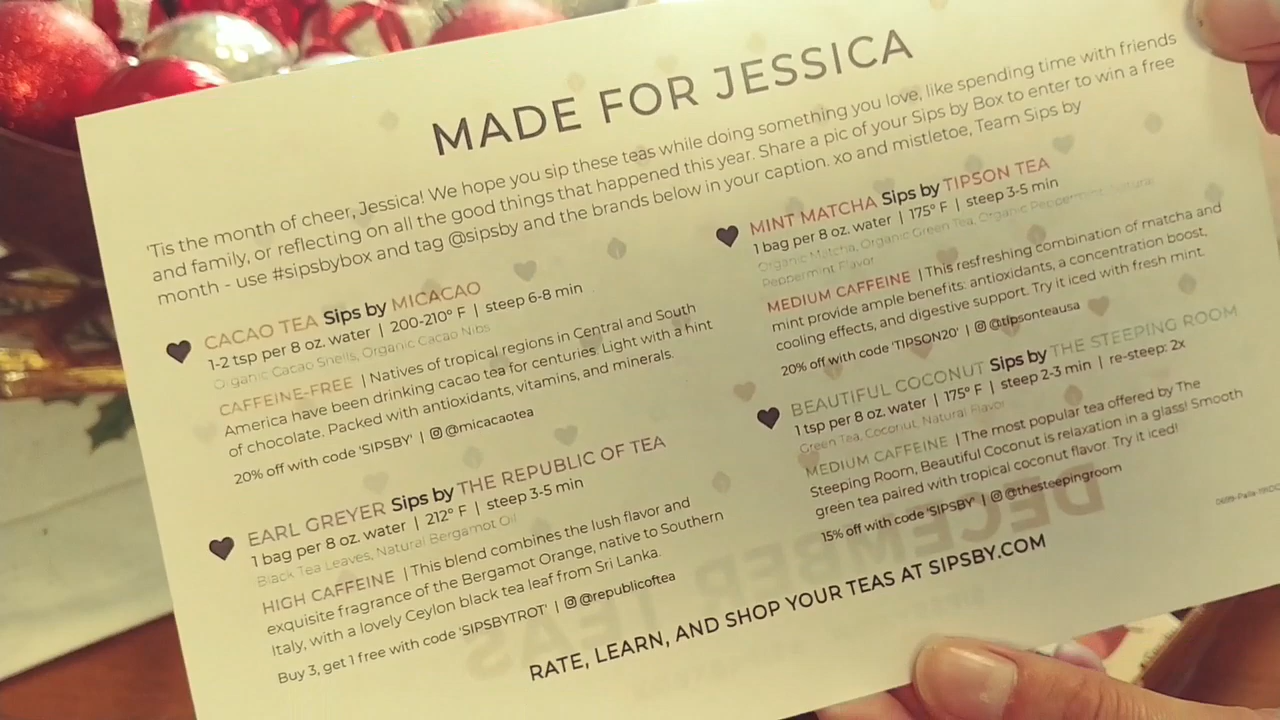 MADE FOR JESSICA
'Tis the month of cheer, Jessica! We hope you sip these teas while doing something you love, like spending time with friends
and family, or reflecting on all the good things that happened this year. Share a pic of your Sips by Box to enter to win a free
month - use #sipsbybox and tag @sipsby and the brands below in your caption. xo and mistletoe, Team Sips by
CACAO TEA Sips by MICACAO
1-2 tsp per 8 oz. water | 200-210° F | steep 6-8 min
Organic Cacao Shells, Organic Cacao Nibs
CAFFEINE-FREE | Natives of tropical regions in Central and South
America have been drinking cacao tea for centuries. Light with a hint
of chocolate. Packed with antioxidants, vitamins, and minerals.
20% off with code 'SIPSBY' | @micacaotea
EARL GREYER Sips by THE REPUBLIC OF TEA
1 bag per 8 oz. water | 212° F | steep 3-5 min
Black Tea Leaves, Natural Bergamot Oil
HIGH CAFFEINE | This blend combines the lush flavor and
exquisite fragrance of the Bergamot Orange, native to Southern
Italy, with a lovely Ceylon black tea leaf from Sri Lanka.
Buy 3, get 1 free with code 'SIPSBYTROT' | @republicoftea
MINT MATCHA Sips by TIPSON TEA
1 bag per 8 oz. water | 175° F | steep 3-5 min
Organic Matcha, Organic Green Tea, Organic Peppermint, Natural
Peppermint Flavor
MEDIUM CAFFEINE | This resfreshing combination of matcha and
mint provide ample benefits: antioxidants, a concentration boost,
cooling effects, and digestive support. Try it iced with fresh mint.
20% off with code 'TIPSON20' | @tipsonteausa
BEAUTIFUL COCONUT Sips by THE STEEPING ROOM
1 tsp per 8 oz. water | 175° F | steep 2-3 min | re-steep: 2x
Green Tea, Coconut, Natural Flavor
MEDIUM CAFFEINE | The most popular tea offered by The
Steeping Room, Beautiful Coconut is relaxation in a glass! Smooth
green tea paired with tropical coconut flavor. Try it iced!
15% off with code 'SIPSBY' | @thesteepingroom
RATE, LEARN, AND SHOP YOUR TEAS AT SIPSBY.COM
DECEMBER TEAS